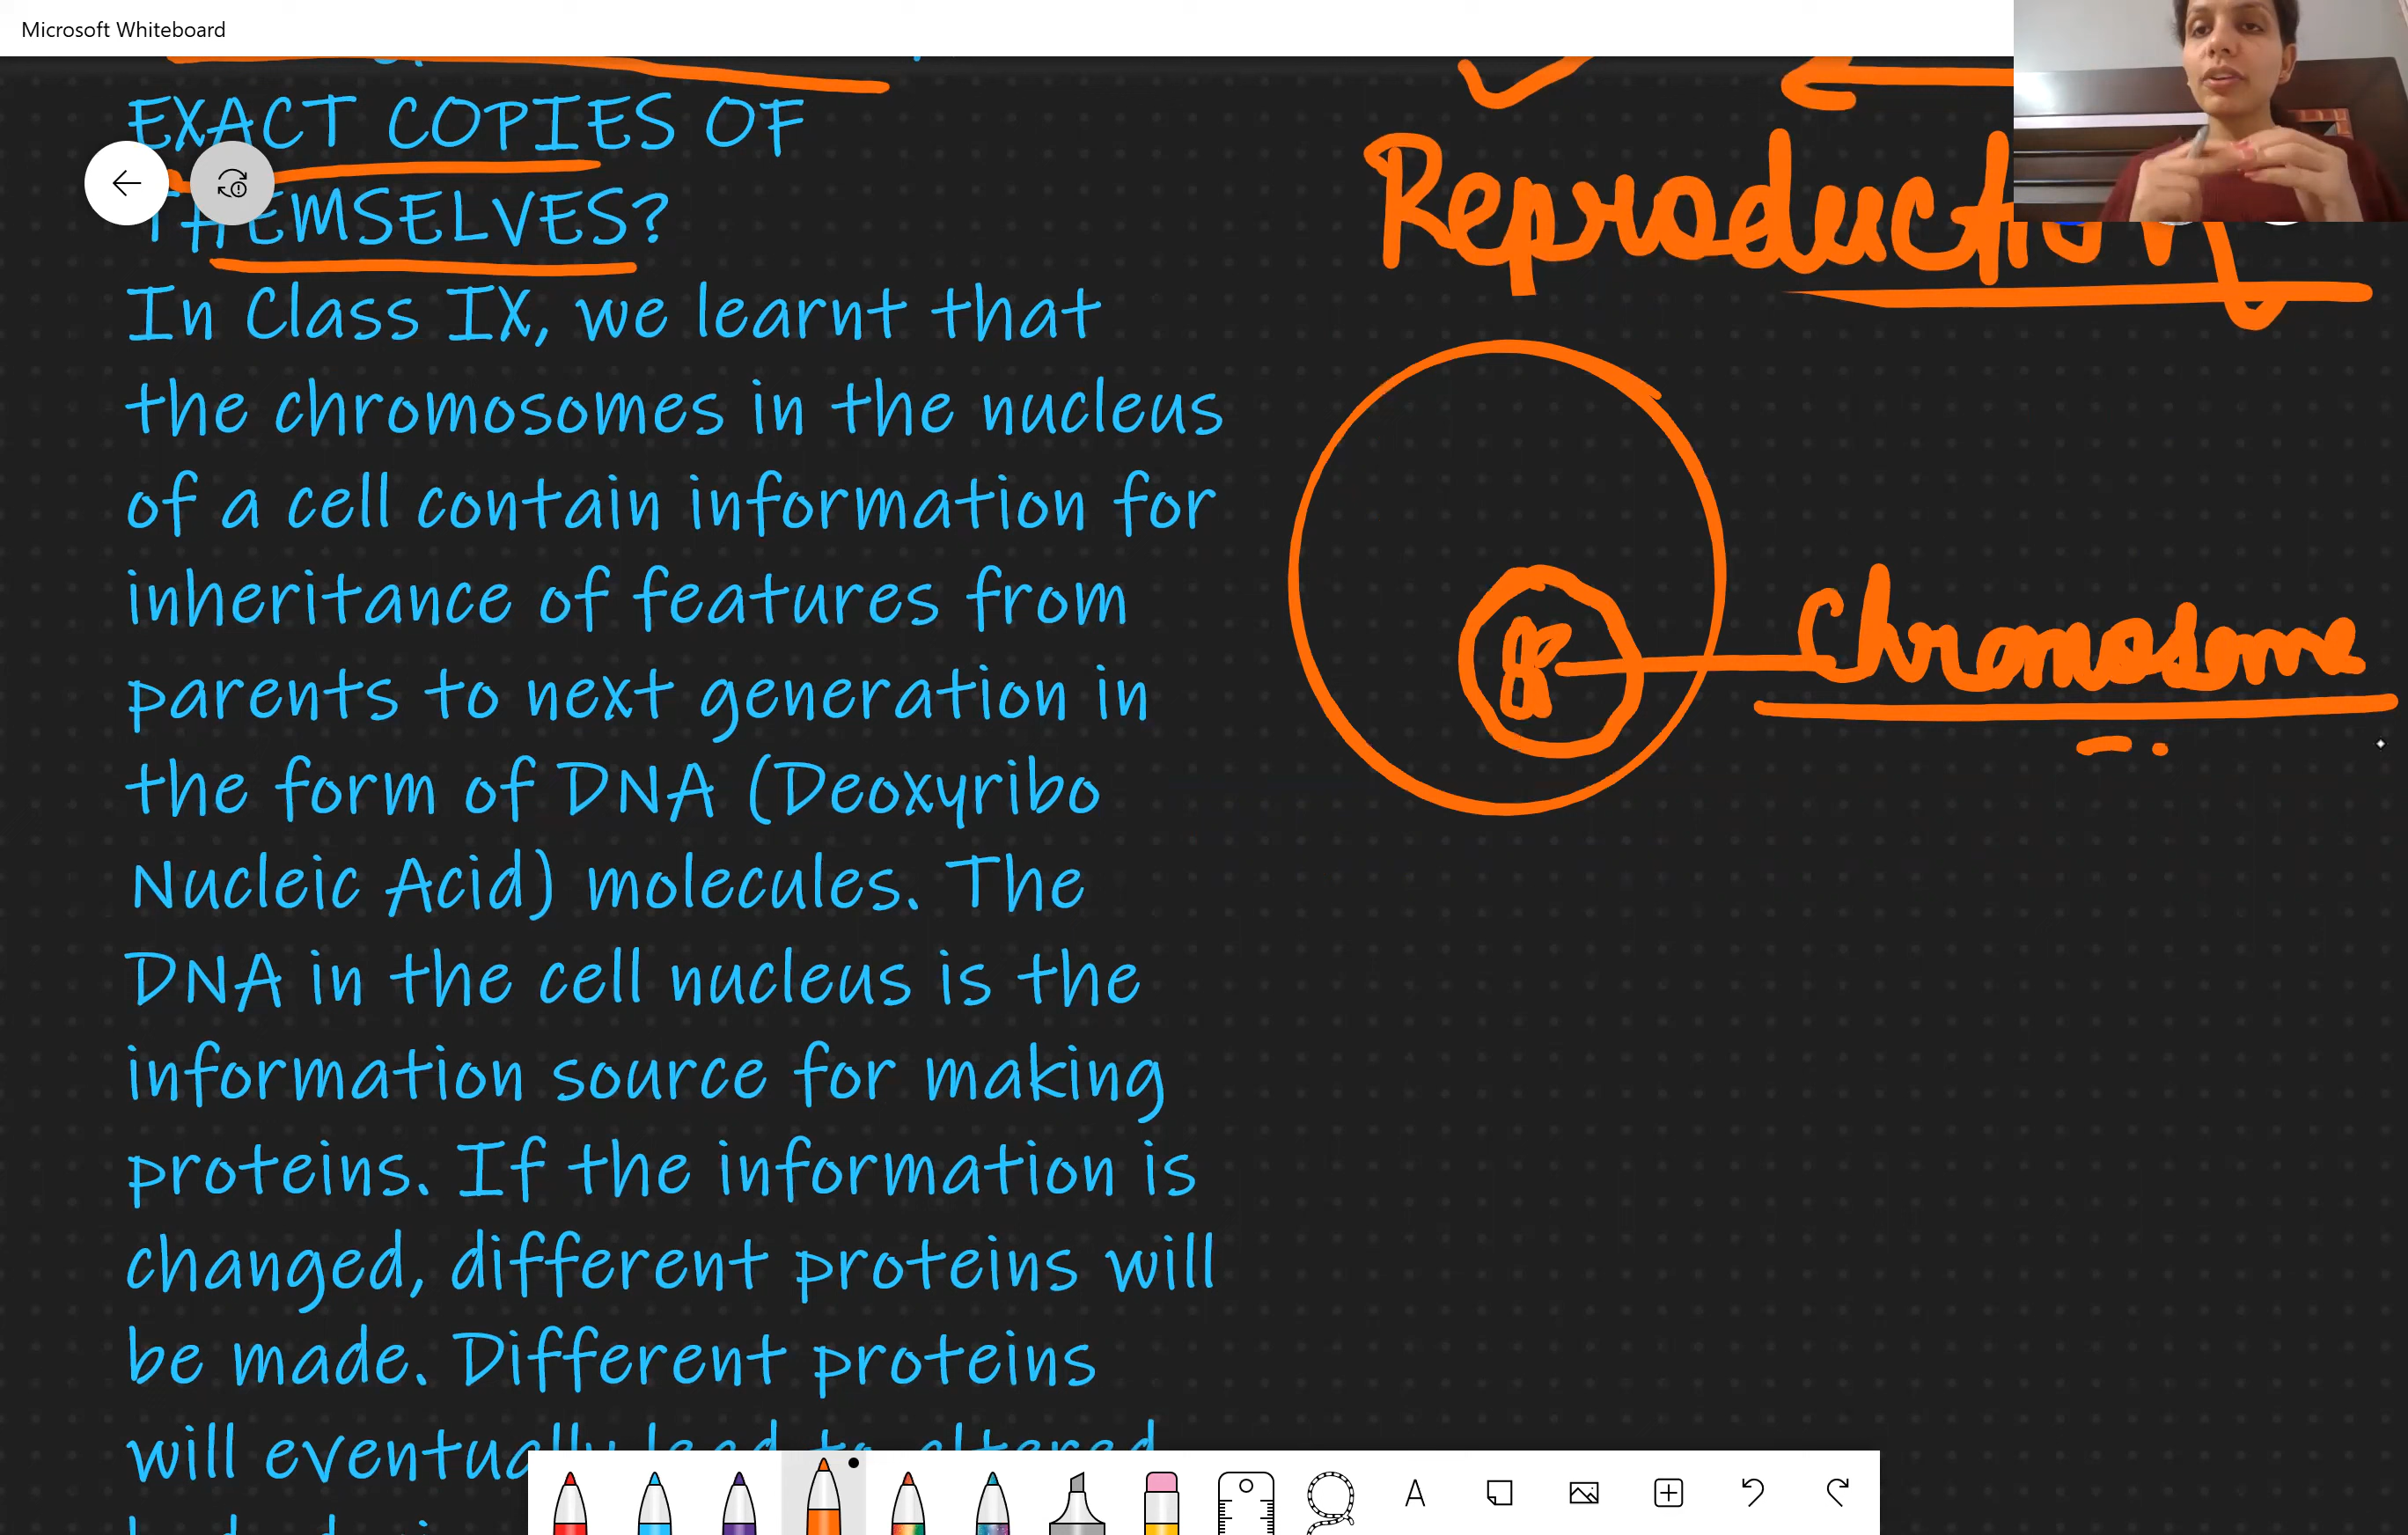 Microsoft Whiteboard
EXACT COPIES OF
THEMSELVES?
In Class IX, we learnt that
the chromosomes in the nucleus
of a cell contain information for
inheritance of features from
parents to next generation in
the form of DNA (Deoxyribo
Nucleic Acid) molecules. The
DNA in the cell nucleus is the
information source for making
proteins. If the information is
changed, different proteins will
be made. Different proteins
will eventually lead to altered
Reproduction
Chromosome